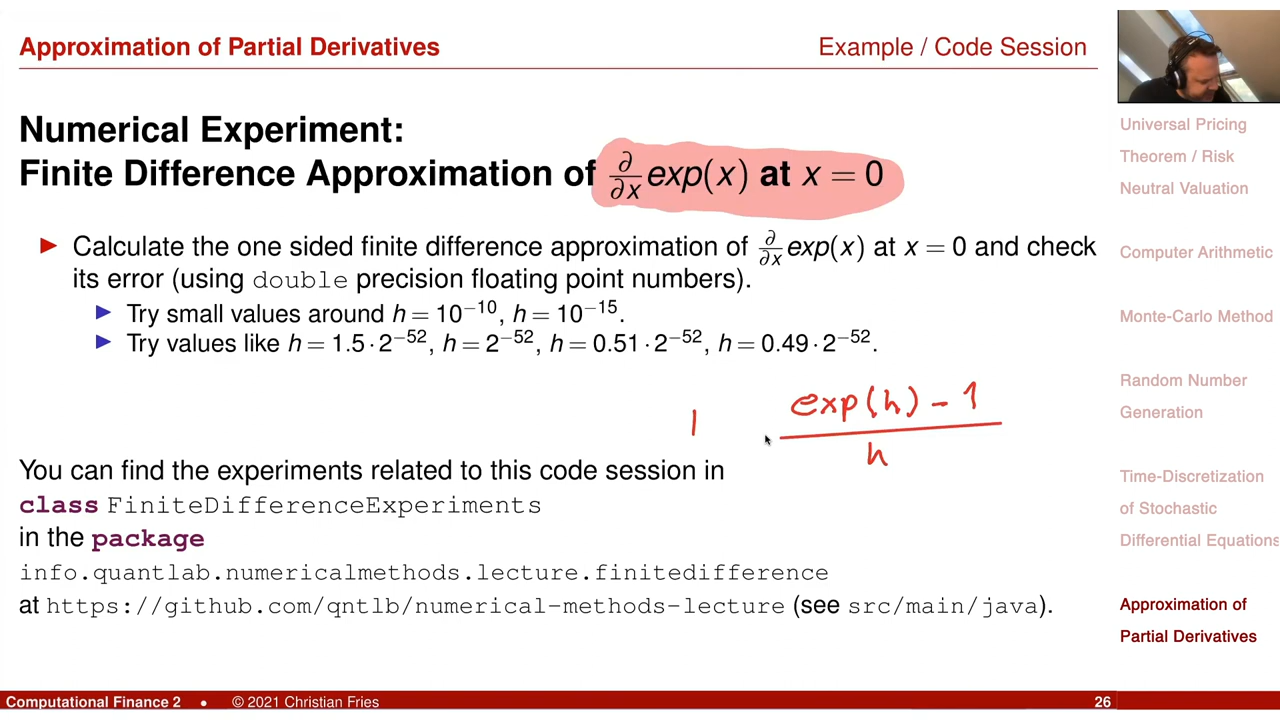 Approximation of Partial Derivatives
Example / Code Session
Numerical Experiment:
Finite Difference Approximation of ∂/∂x exp(x) at x = 0
▶ Calculate the one sided finite difference approximation of ∂/∂x exp(x) at x = 0 and check
its error (using double precision floating point numbers).
▶ Try small values around h = 10⁻¹⁰, h = 10⁻¹⁵.
▶ Try values like h = 1.5 · 2⁻⁵², h = 2⁻⁵², h = 0.51 · 2⁻⁵², h = 0.49 · 2⁻⁵².
1
exp(h) - 1
h
You can find the experiments related to this code session in
class FiniteDifferenceExperiments
in the package
info.quantlab.numericalmethods.lecture.finitedifference
at https://github.com/qntlb/numerical-methods-lecture (see src/main/java).
Universal Pricing
Theorem / Risk
Neutral Valuation
Computer Arithmetic
Monte-Carlo Method
Random Number
Generation
Time-Discretization
of Stochastic
Differential Equations
Approximation of
Partial Derivatives
Computational Finance 2 • © 2021 Christian Fries
26